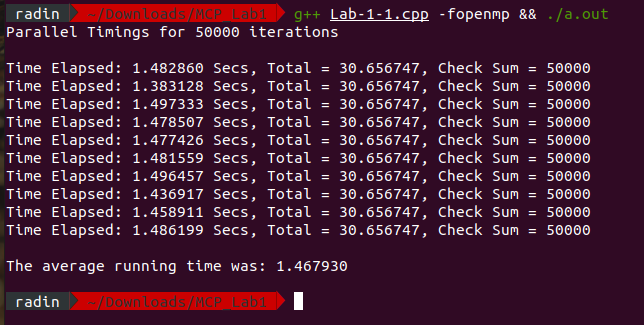 radin ~/Downloads/MCP Lab1 g++ Lab-1-1.cpp -fopenmp && ./a.out
Parallel Timings for 50000 iterations
Time Elapsed: 1.482860 Secs, Total = 30.656747, Check Sum = 50000
Time Elapsed: 1.383128 Secs, Total = 30.656747, Check Sum = 50000
Time Elapsed: 1.497333 Secs, Total = 30.656747, Check Sum = 50000
Time Elapsed: 1.478507 Secs, Total = 30.656747, Check Sum = 50000
Time Elapsed: 1.477426 Secs, Total = 30.656747, Check Sum = 50000
Time Elapsed: 1.481559 Secs, Total = 30.656747, Check Sum = 50000
Time Elapsed: 1.496457 Secs, Total = 30.656747, Check Sum = 50000
Time Elapsed: 1.436917 Secs, Total = 30.656747, Check Sum = 50000
Time Elapsed: 1.458911 Secs, Total = 30.656747, Check Sum = 50000
Time Elapsed: 1.486199 Secs, Total = 30.656747, Check Sum = 50000
The average running time was: 1.467930
radin ~/Downloads/MCP Lab1